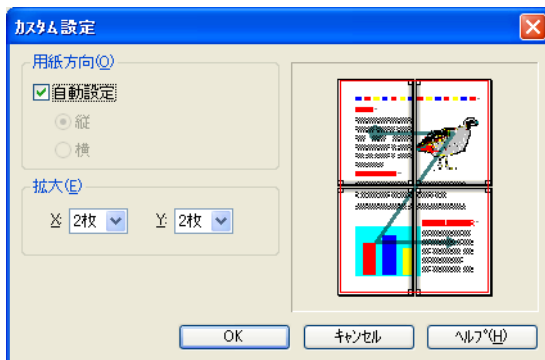 カスタム設定
用紙方向(O)
自動設定
縦
横
拡大(E)
X: 2枚 Y: 2枚
OK キャンセル ヘルプ(H)